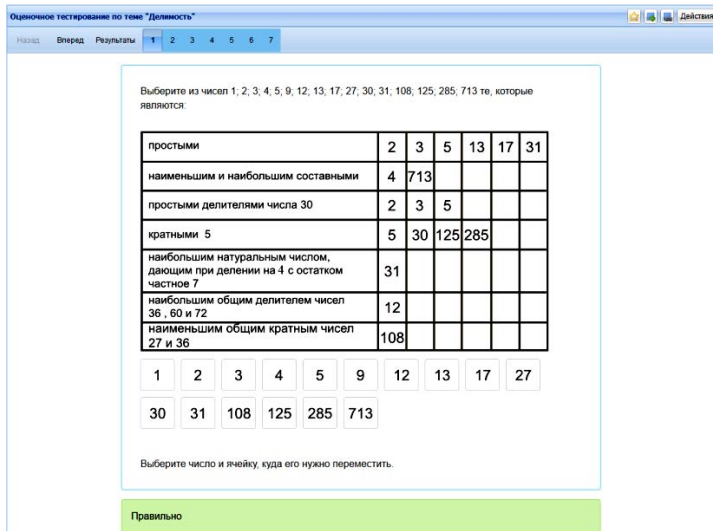 Оценочное тестирование по теме "Делимость"
Действия
Назад Вперед Результаты 1 2 3 4 5 6 7
Выберите из чисел 1; 2; 3; 4; 5; 9; 12; 13; 17; 27; 30; 31; 108; 125; 285; 713 те, которые
являются:
простыми 2 3 5 13 17 31
наименьшим и наибольшим составными 4 713
простыми делителями числа 30 2 3 5
кратными 5 5 30 125 285
наибольшим натуральным числом,
дающим при делении на 4 с остатком 31
частное 7
наибольшим общим делителем чисел
36 , 60 и 72 12
наименьшим общим кратным чисел
27 и 36 108
1 2 3 4 5 9 12 13 17 27
30 31 108 125 285 713
Выберите число и ячейку, куда его нужно переместить.
Правильно